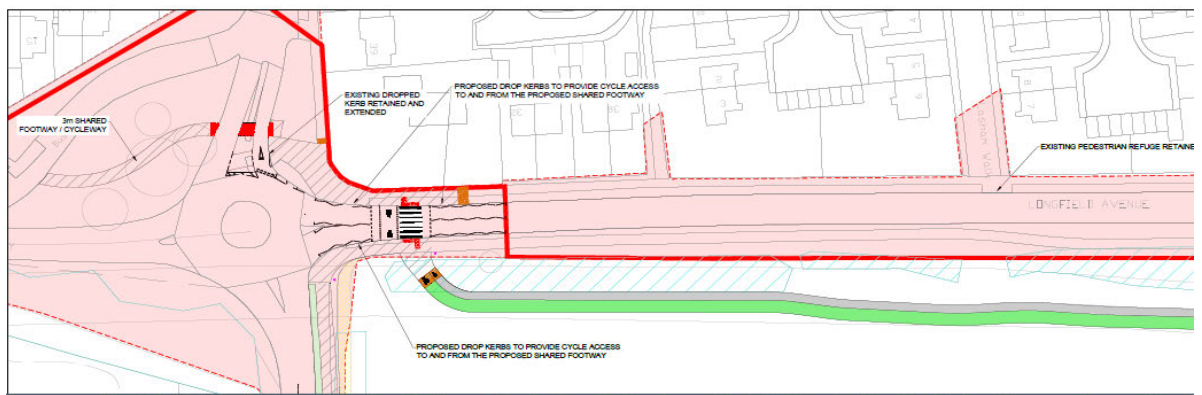 EXISTING DROPPED
KERB RETAINED AND
EXTENDED
PROPOSED DROP KERBS TO PROVIDE CYCLE ACCESS
TO AND FROM THE PROPOSED SHARED FOOTWAY
3m SHARED
FOOTWAY / CYCLEWAY
EXISTING PEDESTRIAN REFUGE RETAINE
LONGFIELD AVENUE
PROPOSED DROP KERBS TO PROVIDE CYCLE ACCESS
TO AND FROM THE PROPOSED SHARED FOOTWAY